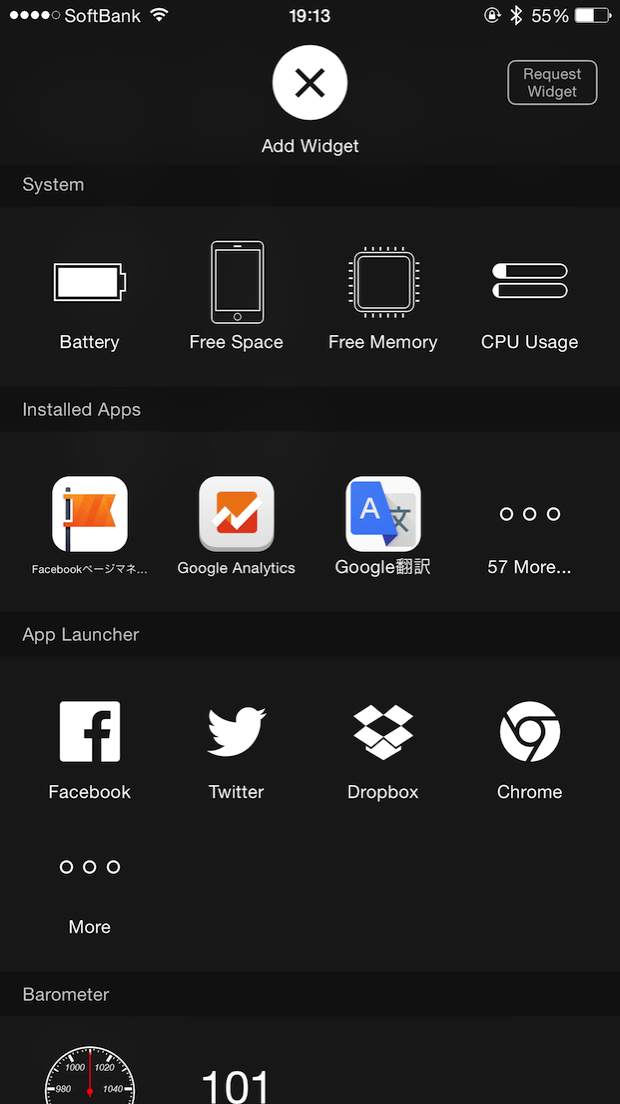 SoftBank 19:13 55%
Request
Widget
Add Widget
System
Battery Free Space Free Memory CPU Usage
Installed Apps
A 文
Facebookページマネ... Google Analytics Google翻訳 57 More...
App Launcher
Facebook Twitter Dropbox Chrome
More
Barometer
1000 1020
980 1040
101